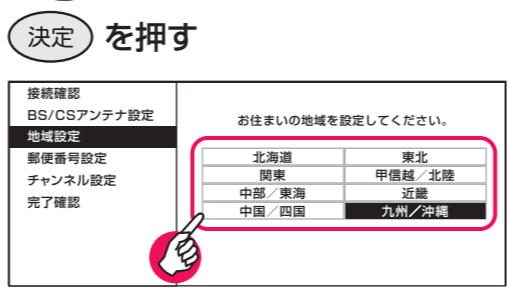 決定 を押す
接続確認
BS/CSアンテナ設定
地域設定
郵便番号設定
チャンネル設定
完了確認
お住まいの地域を設定してください。
北海道 東北
関東 甲信越／北陸
中部／東海 近畿
中国／四国 九州／沖縄